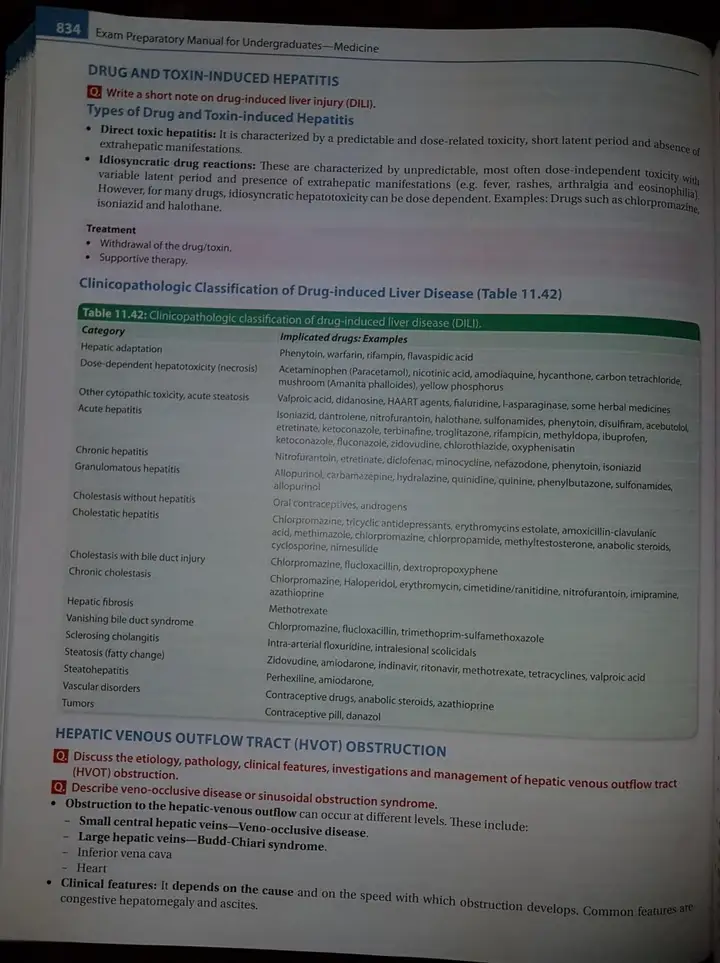 834
Exam Preparatory Manual for Undergraduates—Medicine
DRUG AND TOXIN-INDUCED HEPATITIS
Q. Write a short note on drug-induced liver injury (DILI).
Types of Drug and Toxin-induced Hepatitis
• Direct toxic hepatitis: It is characterized by a predictable and dose-related toxicity, short latent period and absence of
extrahepatic manifestations.
• Idiosyncratic drug reactions: These are characterized by unpredictable, most often dose-independent toxicity with
variable latent period and presence of extrahepatic manifestations (e.g. fever, rashes, arthralgia and eosinophilia).
However, for many drugs, idiosyncratic hepatotoxicity can be dose dependent. Examples: Drugs such as chlorpromazine,
isoniazid and halothane.
Treatment
• Withdrawal of the drug/toxin.
• Supportive therapy.
Clinicopathologic Classification of Drug-induced Liver Disease (Table 11.42)
Table 11.42: Clinicopathologic classification of drug-induced liver disease (DILI).
Category Implicated drugs: Examples
Hepatic adaptation Phenytoin, warfarin, rifampin, flavaspidic acid
Dose-dependent hepatotoxicity (necrosis) Acetaminophen (Paracetamol), nicotinic acid, amodiaquine, hycanthone, carbon tetrachloride,
mushroom (Amanita phalloides), yellow phosphorus
Other cytopathic toxicity, acute steatosis Valproic acid, didanosine, HAART agents, fialuridine, l-asparaginase, some herbal medicines
Acute hepatitis Isoniazid, dantrolene, nitrofurantoin, halothane, sulfonamides, phenytoin, disulfiram, acebutolol,
etretinate, ketoconazole, terbinafine, troglitazone, rifampicin, methyldopa, ibuprofen,
ketoconazole, fluconazole, zidovudine, chlorothiazide, oxyphenisatin
Chronic hepatitis Nitrofurantoin, etretinate, diclofenac, minocycline, nefazodone, phenytoin, isoniazid
Granulomatous hepatitis Allopurinol, carbamazepine, hydralazine, quinidine, quinine, phenylbutazone, sulfonamides,
allopurinol
Cholestasis without hepatitis Oral contraceptives, androgens
Cholestatic hepatitis Chlorpromazine, tricyclic antidepressants, erythromycins estolate, amoxicillin-clavulanic
acid, methimazole, chlorpromazine, chlorpropamide, methyltestosterone, anabolic steroids,
cyclosporine, nimesulide
Cholestasis with bile duct injury Chlorpromazine, flucloxacillin, dextropropoxyphene
Chronic cholestasis Chlorpromazine, Haloperidol, erythromycin, cimetidine/ranitidine, nitrofurantoin, imipramine,
azathioprine
Hepatic fibrosis Methotrexate
Vanishing bile duct syndrome Chlorpromazine, flucloxacillin, trimethoprim-sulfamethoxazole
Sclerosing cholangitis Intra-arterial floxuridine, intralesional scolicidals
Steatosis (fatty change) Zidovudine, amiodarone, indinavir, ritonavir, methotrexate, tetracyclines, valproic acid
Steatohepatitis Perhexiline, amiodarone,
Vascular disorders Contraceptive drugs, anabolic steroids, azathioprine
Tumors Contraceptive pill, danazol
HEPATIC VENOUS OUTFLOW TRACT (HVOT) OBSTRUCTION
Q. Discuss the etiology, pathology, clinical features, investigations and management of hepatic venous outflow tract
(HVOT) obstruction.
Q. Describe veno-occlusive disease or sinusoidal obstruction syndrome.
• Obstruction to the hepatic-venous outflow can occur at different levels. These include:
– Small central hepatic veins—Veno-occlusive disease.
– Large hepatic veins—Budd-Chiari syndrome.
– Inferior vena cava
– Heart
• Clinical features: It depends on the cause and on the speed with which obstruction develops. Common features are
congestive hepatomegaly and ascites.